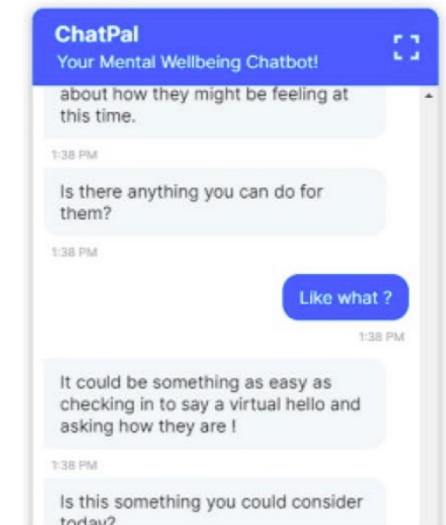 ChatPal
Your Mental Wellbeing Chatbot!
about how they might be feeling at
this time.
1:38 PM
Is there anything you can do for
them?
1:38 PM
Like what ?
1:38 PM
It could be something as easy as
checking in to say a virtual hello and
asking how they are !
1:38 PM
Is this something you could consider
today?